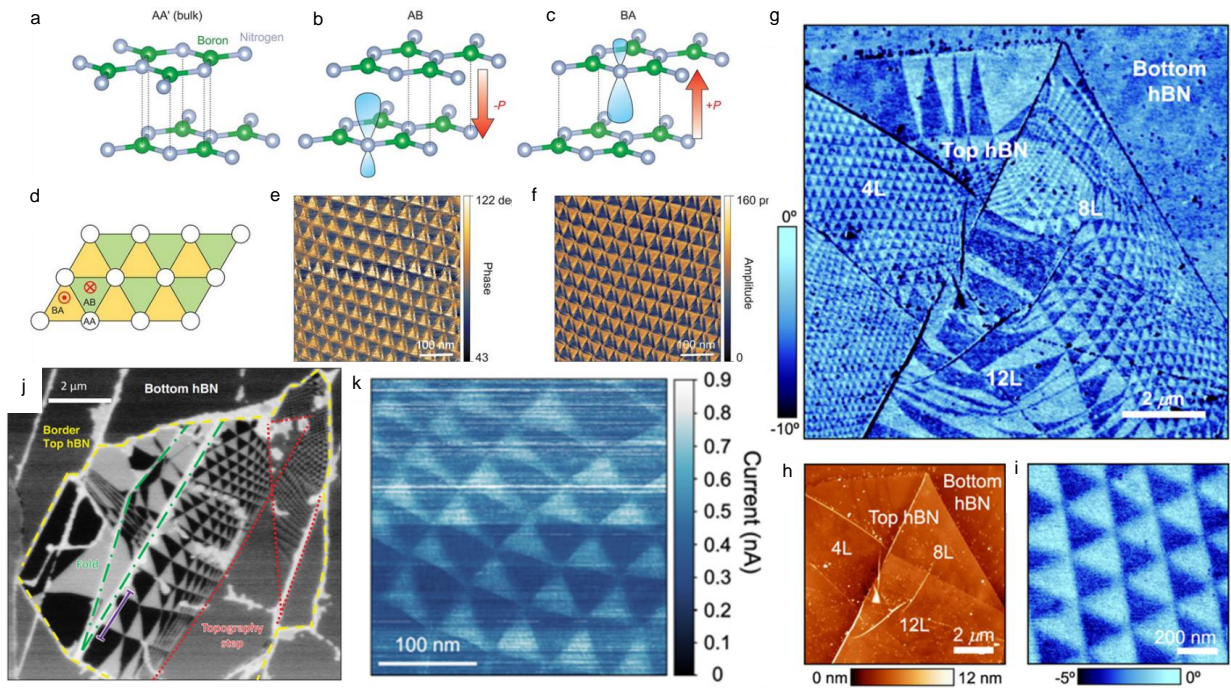 a
AA' (bulk)
Boron
Nitrogen
b
AB
-P
c
BA
+P
d
BA
AB
AA
e
122 de
Phase
43
100 nm
f
160 pr
Amplitude
0
100 nm
g
Bottom
hBN
Top hBN
4L
8L
12L
2 µm
0º
-10º
h
Bottom
hBN
Top hBN
4L
8L
12L
2 µm
0 nm
12 nm
i
200 nm
-5º
0º
j
2 µm
Bottom hBN
Border
Top hBN
Fold
Topography
step
k
100 nm
0.9
0.8
0.7
0.6
0.5
0.4
0.3
0.2
0.1
0
Current (nA)